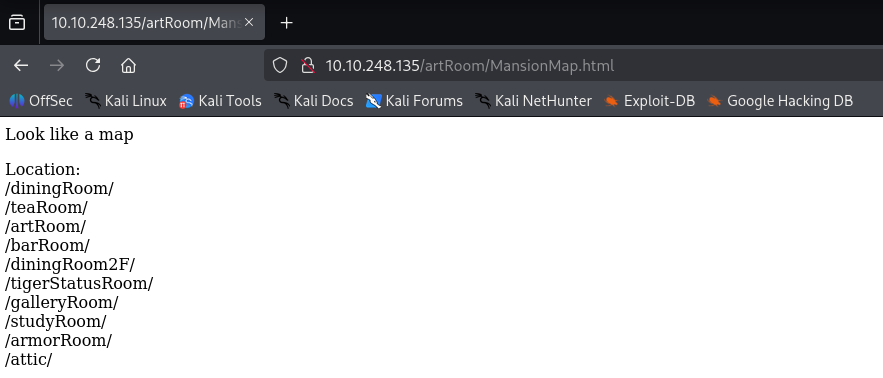 10.10.248.135/artRoom/Mans
10.10.248.135/artRoom/MansionMap.html
OffSec Kali Linux Kali Tools Kali Docs Kali Forums Kali NetHunter Exploit-DB Google Hacking DB
Look like a map
Location:
/diningRoom/
/teaRoom/
/artRoom/
/barRoom/
/diningRoom2F/
/tigerStatusRoom/
/galleryRoom/
/studyRoom/
/armorRoom/
/attic/